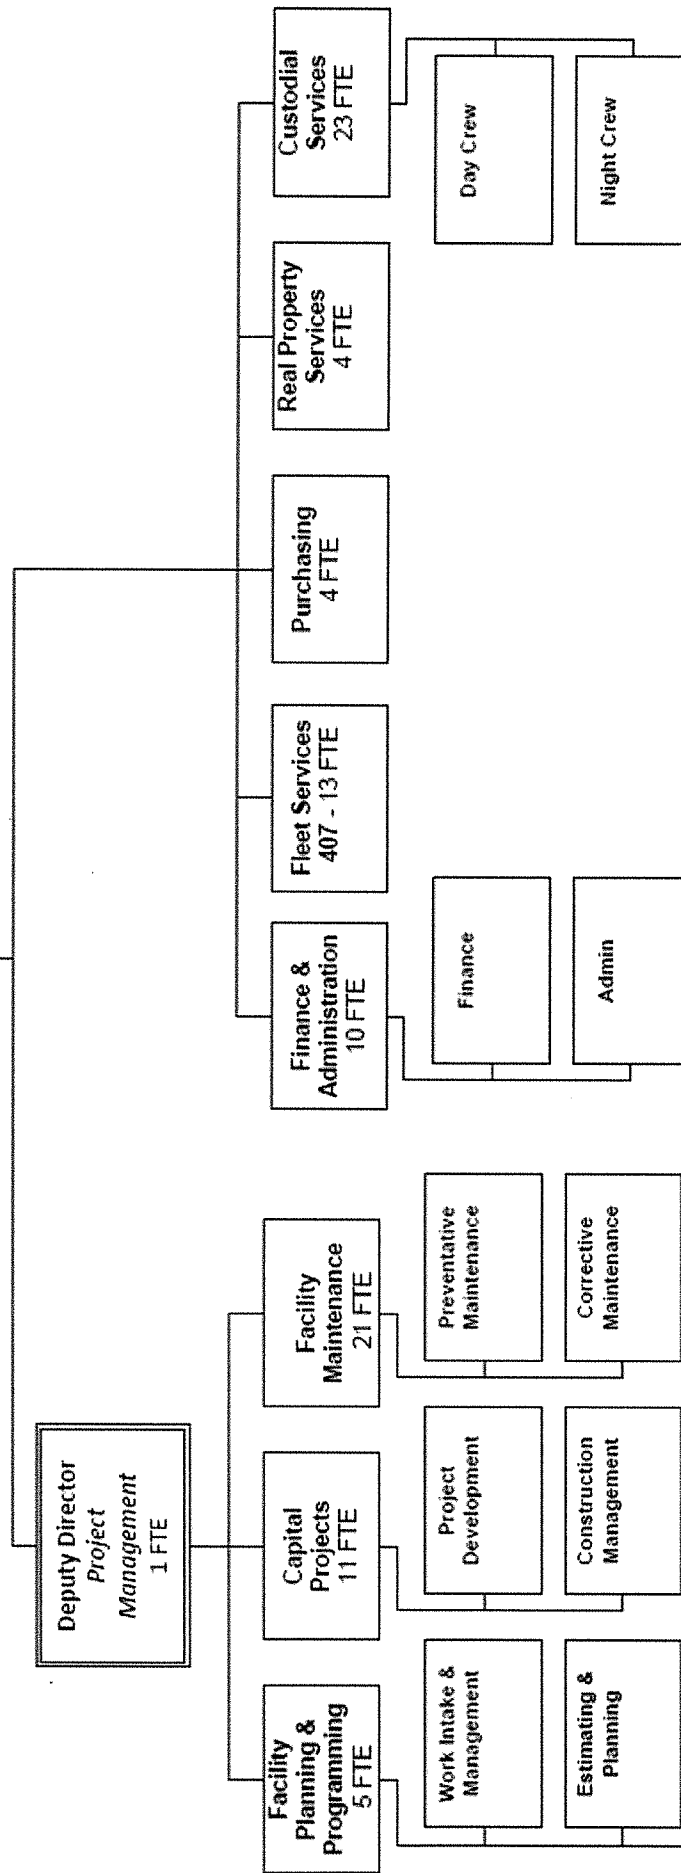 Deputy Director
Project
Management
1 FTE
Facility
Planning &
Programming
5 FTE
Work Intake &
Management
Estimating &
Planning
Capital
Projects
11 FTE
Project
Development
Construction
Management
Facility
Maintenance
21 FTE
Preventative
Maintenance
Corrective
Maintenance
Finance &
Administration
10 FTE
Finance
Admin
Fleet Services
407 - 13 FTE
Purchasing
4 FTE
Real Property
Services
4 FTE
Custodial
Services
23 FTE
Day Crew
Night Crew